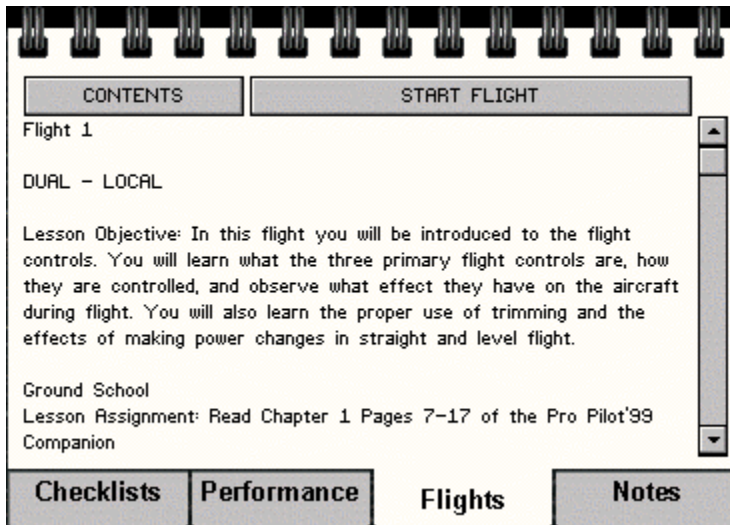 CONTENTS
START FLIGHT
Flight 1
DUAL - LOCAL
Lesson Objective: In this flight you will be introduced to the flight
controls. You will learn what the three primary flight controls are, how
they are controlled, and observe what effect they have on the aircraft
during flight. You will also learn the proper use of trimming and the
effects of making power changes in straight and level flight.
Ground School
Lesson Assignment: Read Chapter 1 Pages 7-17 of the Pro Pilot'99
Companion
Checklists
Performance
Flights
Notes